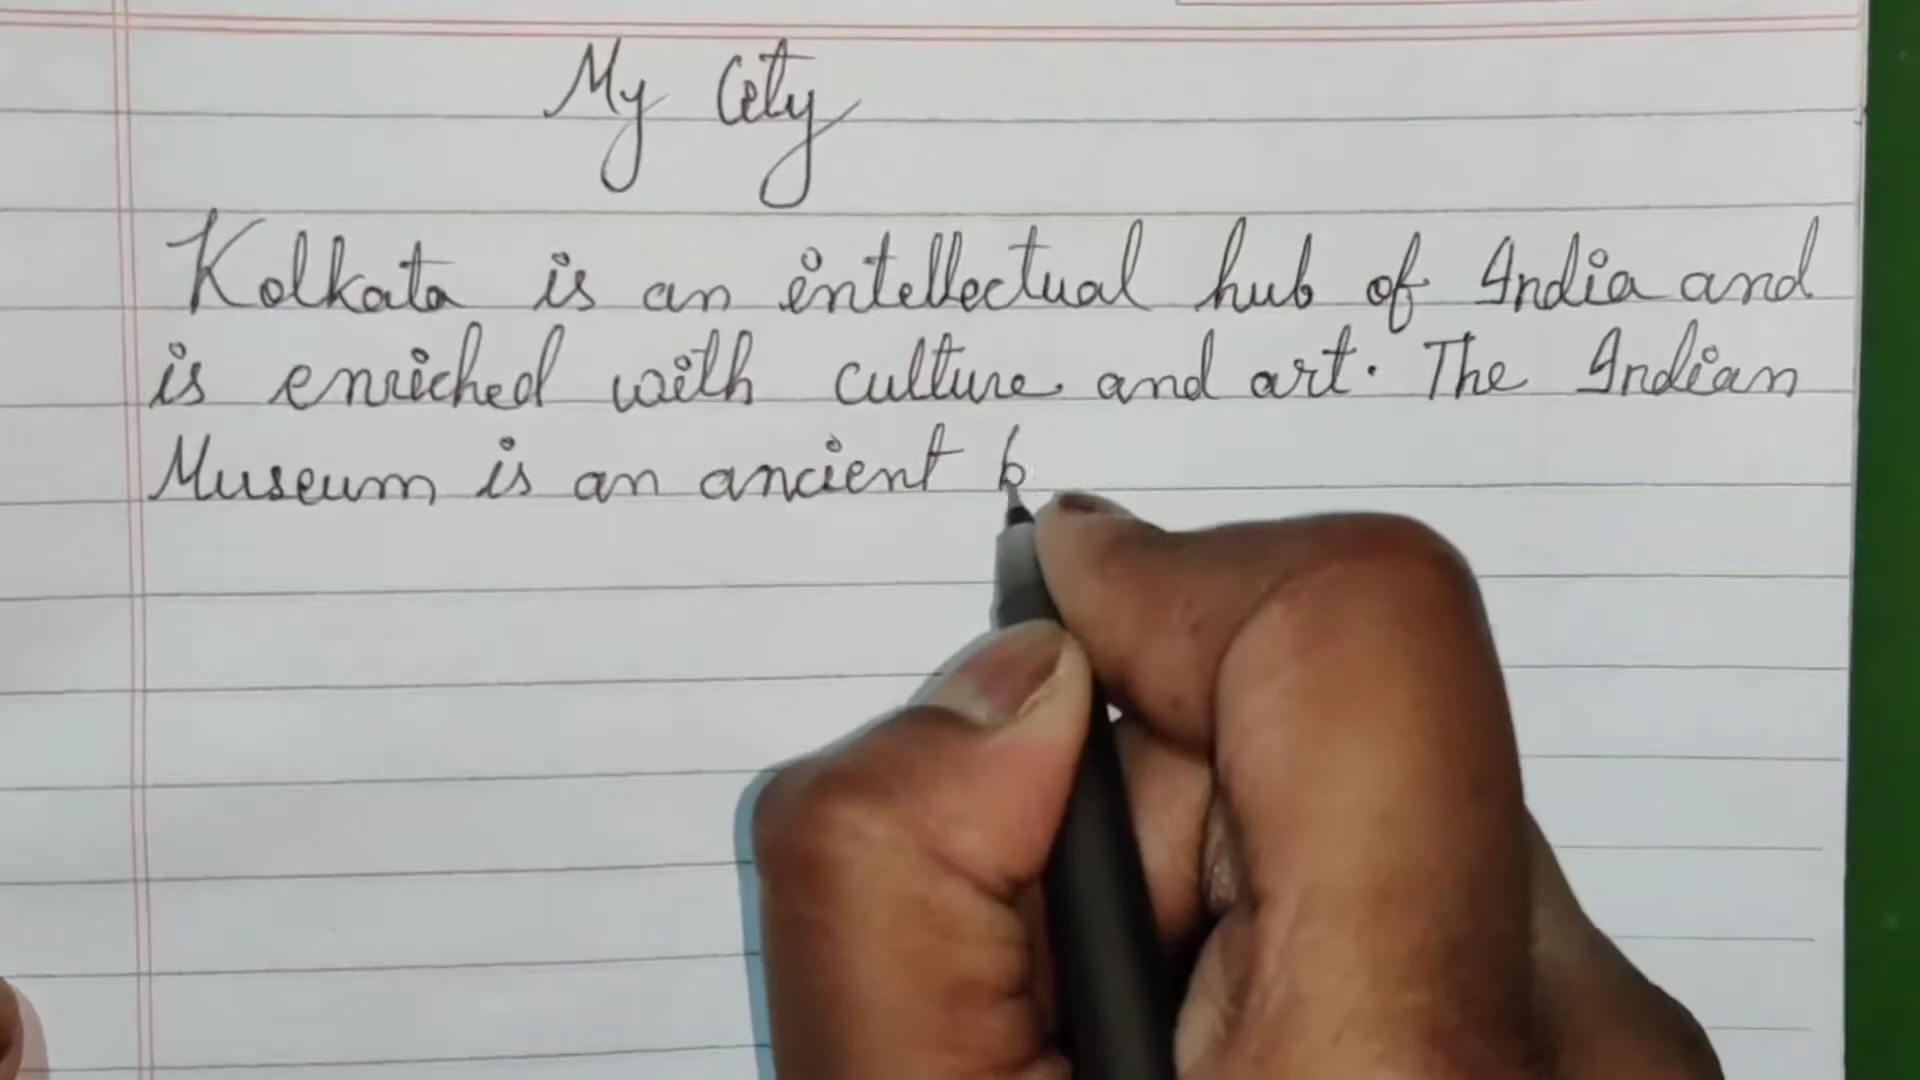 My City
Kolkata is an intellectual hub of India and
is enriched with culture and art. The Indian
Museum is an ancient b